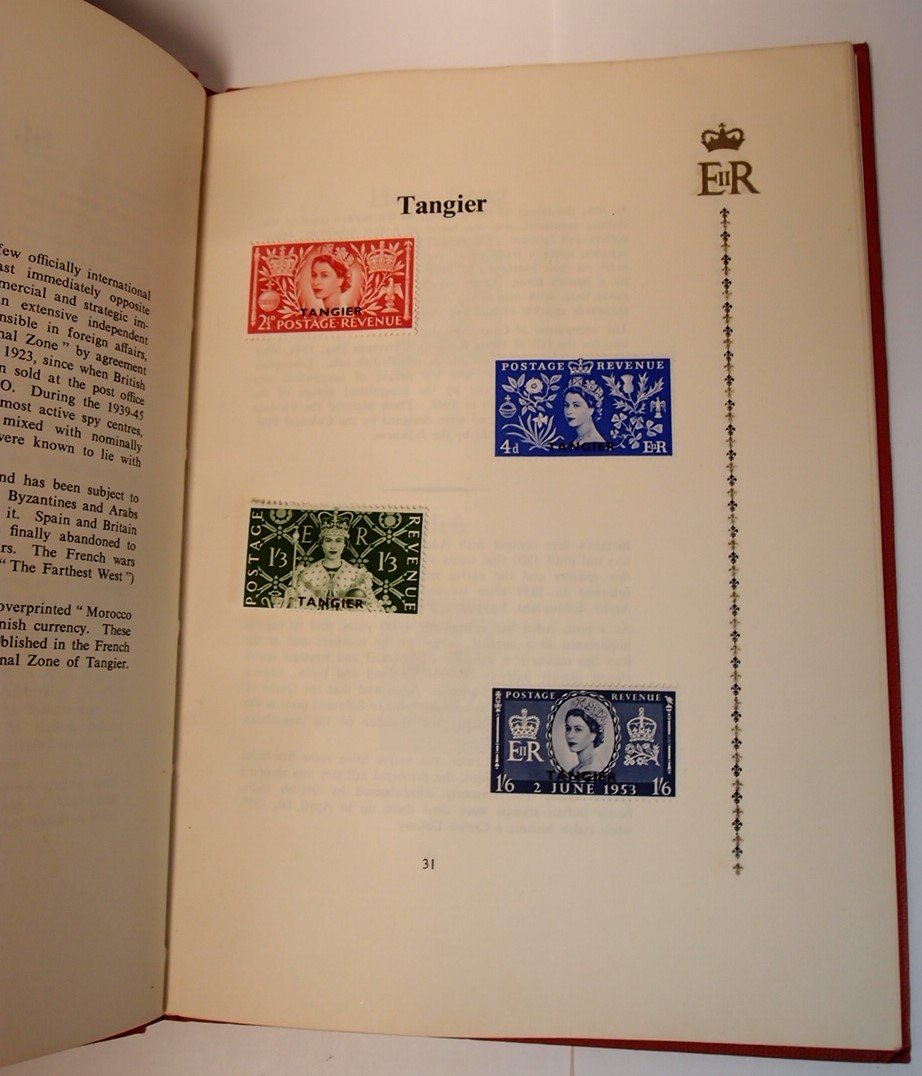 few officially international
ast immediately opposite
mercial and strategic im-
n extensive independent
nsible in foreign affairs,
nal Zone" by agreement
1923, since when British
n sold at the post office
O. During the 1939-45
most active spy centres,
mixed with nominally
were known to lie with
nd has been subject to
Byzantines and Arabs
it. Spain and Britain
finally abandoned to
rs. The French wars
"The Farthest West")
overprinted "Morocco
nish currency. These
blished in the French
nal Zone of Tangier.
EIIR
Tangier
TANGIER
2½D POSTAGE·REVENUE
POSTAGE REVENUE
TANGIER
4d EIIR
POSTAGE E R REVENUE
1/3 1/3
TANGIER
POSTAGE REVENUE
EIIR
TANGIER
1/6 2 JUNE 1953 1/6
31